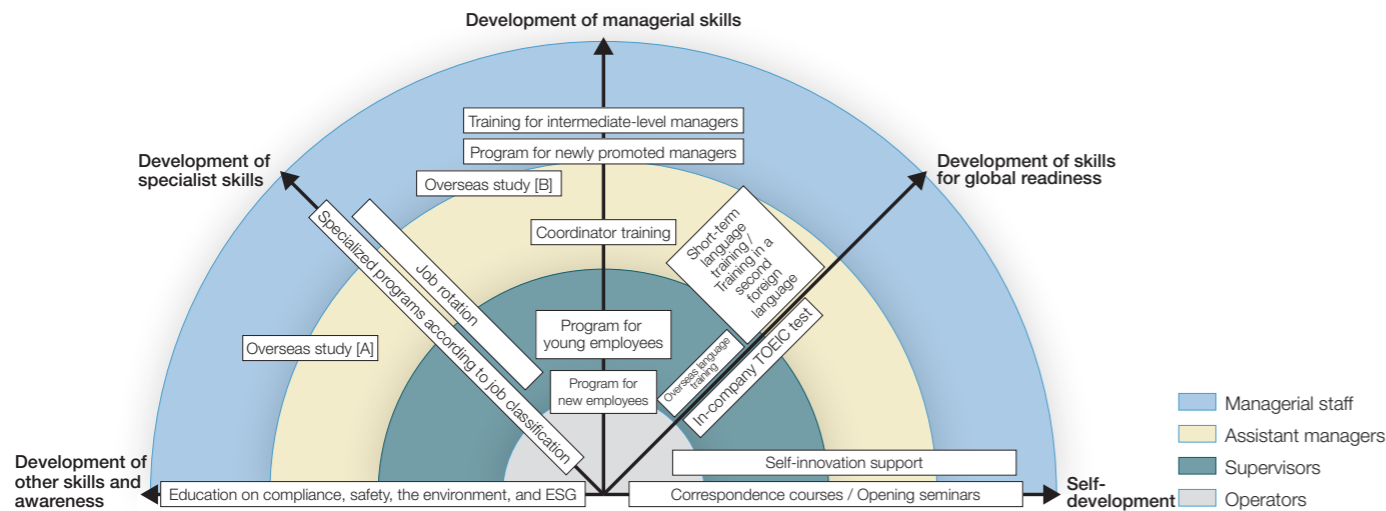 Development of managerial skills
Training for intermediate-level managers
Program for newly promoted managers
Development of
specialist skills
Development of skills
for global readiness
Overseas study [B]
Specialized programs according to job classification
Job rotation
Coordinator training
Short-term
language
training /
Training in a
second
foreign
language
Overseas study [A]
Program for
young employees
Overseas language
training
In-company TOEIC test
Program for
new employees
Managerial staff
Assistant managers
Supervisors
Operators
Development of
other skills and
awareness
Education on compliance, safety, the environment, and ESG
Self-innovation support
Correspondence courses / Opening seminars
Self-
development